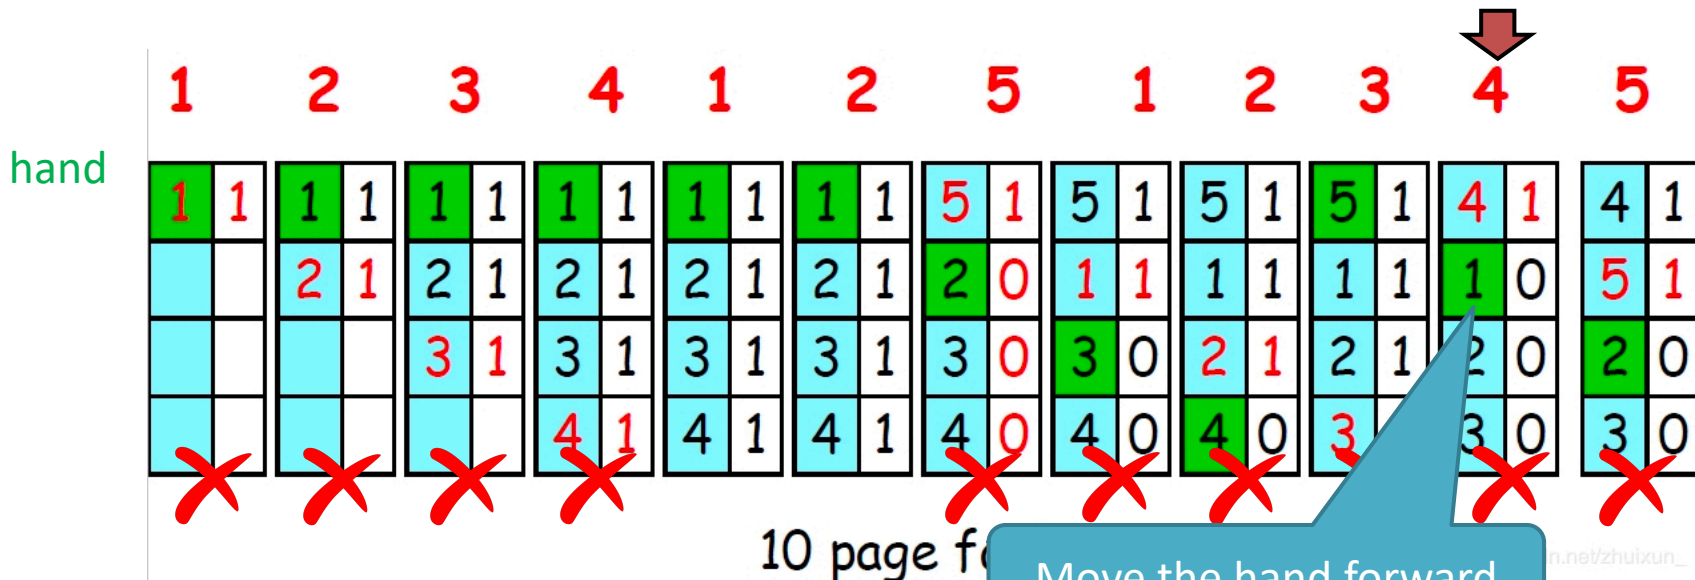 1 2 3 4 1 2 5 1 2 3 4 5
hand
1 1 1 1 1 1 1 1 1 1 1 1 5 1 5 1 5 1 5 1 4 1 4 1
2 1 2 1 2 1 2 1 2 1 2 0 1 1 1 1 1 1 1 0 5 1
3 1 3 1 3 1 3 1 3 0 3 0 2 1 2 1 2 0 2 0
4 1 4 1 4 1 4 0 4 0 4 0 3 3 0 3 0
10 page
Move the hand forward
n.net/zhuixun_